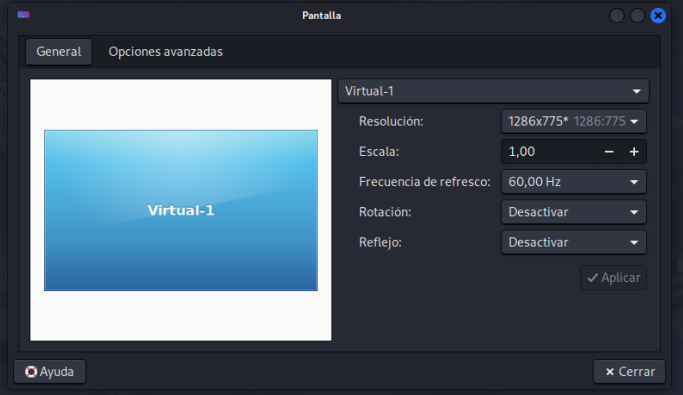 Pantalla
General
Opciones avanzadas
Virtual-1
Virtual-1
Resolución: 1286x775* 1286:775
Escala: 1,00
Frecuencia de refresco: 60,00 Hz
Rotación: Desactivar
Reflejo: Desactivar
Aplicar
Ayuda
Cerrar